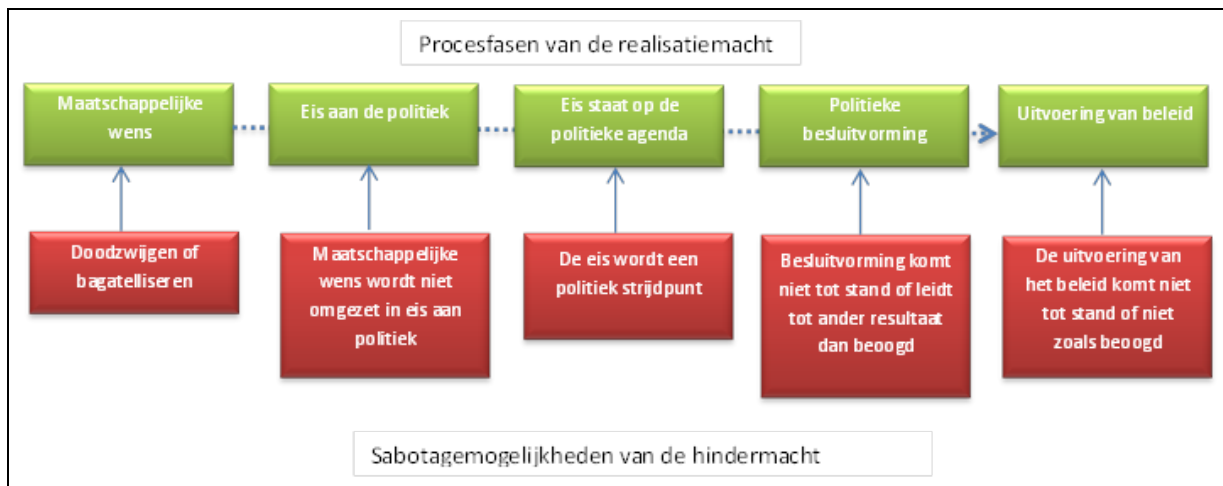 Procesfasen van de realisatiemacht
Maatschappelijke
wens
Eis aan de politiek
Eis staat op de
politieke agenda
Politieke
besluitvorming
Uitvoering van beleid
Doodzwijgen of
bagatelliseren
Maatschappelijke
wens wordt niet
omgezet in eis aan
politiek
De eis wordt een
politiek strijdpunt
Besluitvorming komt
niet tot stand of leidt
tot ander resultaat
dan beoogd
De uitvoering van
het beleid komt niet
tot stand of niet
zoals beoogd
Sabotagemogelijkheden van de hindermacht